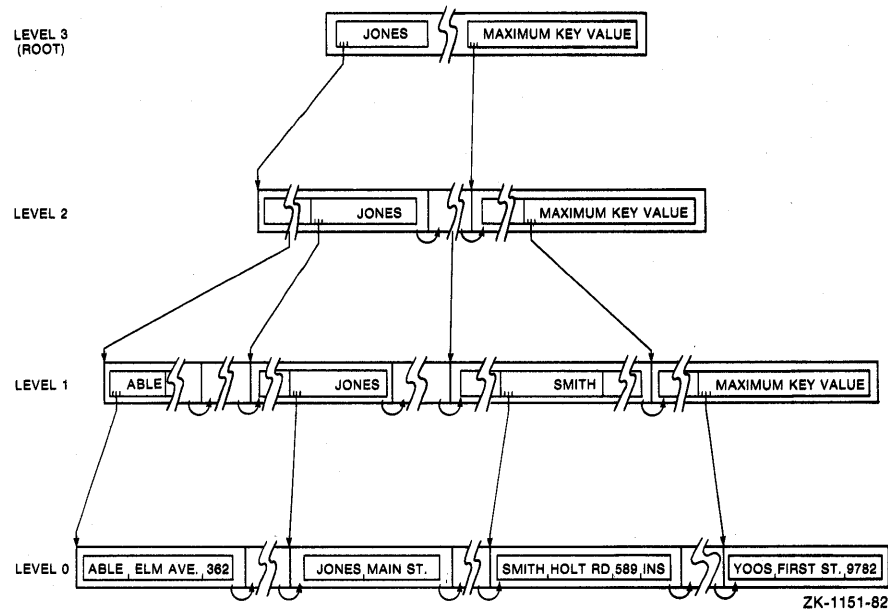 LEVEL 3
(ROOT)
JONES
MAXIMUM KEY VALUE
LEVEL 2
JONES
MAXIMUM KEY VALUE
LEVEL 1
ABLE
JONES
SMITH
MAXIMUM KEY VALUE
LEVEL 0
ABLE ELM AVE. 362
JONES MAIN ST.
SMITH HOLT RD 589 INS
YOOS FIRST ST. 9782
ZK-1151-82